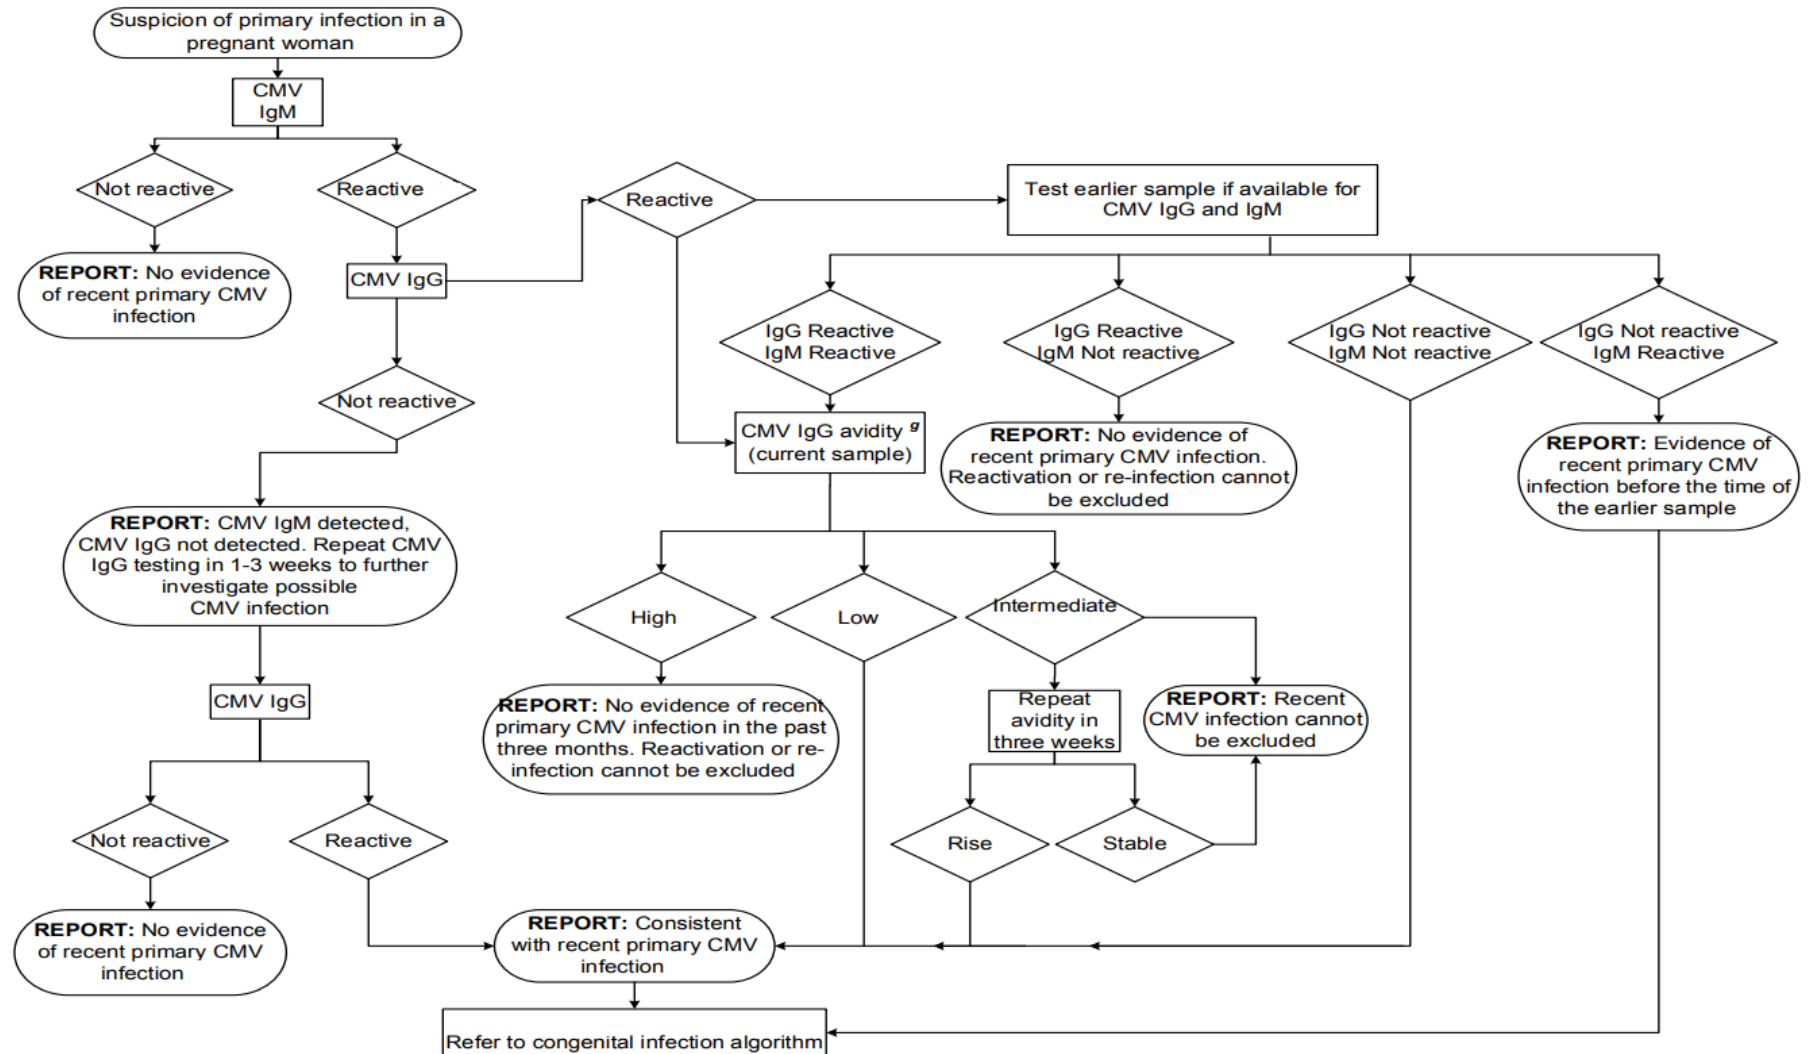 Suspicion of primary infection in a
pregnant woman
CMV
IgM
Not reactive
Reactive
REPORT: No evidence
of recent primary CMV
infection
CMV IgG
Reactive
Test earlier sample if available for
CMV IgG and IgM
IgG Reactive
IgM Reactive
IgG Reactive
IgM Not reactive
IgG Not reactive
IgM Not reactive
IgG Not reactive
IgM Reactive
Not reactive
CMV IgG avidity g
(current sample)
REPORT: No evidence of
recent primary CMV infection.
Reactivation or re-infection cannot
be excluded
REPORT: Evidence of
recent primary CMV
infection before the time of
the earlier sample
REPORT: CMV IgM detected,
CMV IgG not detected. Repeat CMV
IgG testing in 1-3 weeks to further
investigate possible
CMV infection
High
Low
Intermediate
CMV IgG
REPORT: No evidence of recent
primary CMV infection in the past
three months. Reactivation or re-
infection cannot be excluded
Repeat
avidity in
three weeks
REPORT: Recent
CMV infection cannot
be excluded
Not reactive
Reactive
Rise
Stable
REPORT: No evidence
of recent primary CMV
infection
REPORT: Consistent
with recent primary CMV
infection
Refer to congenital infection algorithm